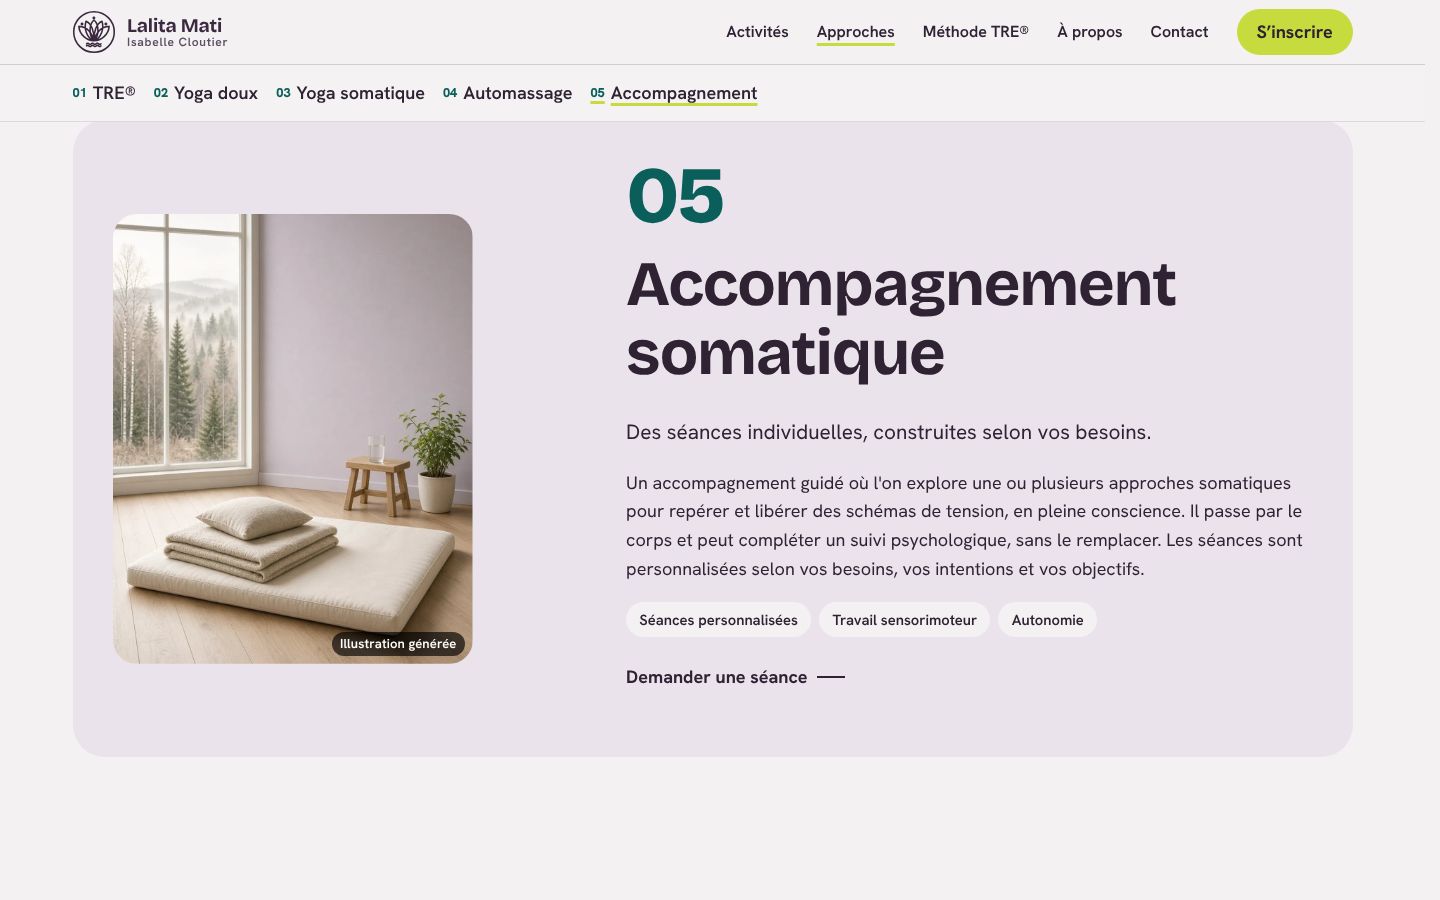 Lalita Mati
Isabelle Cloutier
Activités
Approches
Méthode TRE®
À propos
Contact
S’inscrire
01 TRE®
02 Yoga doux
03 Yoga somatique
04 Automassage
05 Accompagnement
05
Accompagnement
somatique
Des séances individuelles, construites selon vos besoins.
Un accompagnement guidé où l'on explore une ou plusieurs approches somatiques
pour repérer et libérer des schémas de tension, en pleine conscience. Il passe par le
corps et peut compléter un suivi psychologique, sans le remplacer. Les séances sont
personnalisées selon vos besoins, vos intentions et vos objectifs.
Séances personnalisées
Travail sensorimoteur
Autonomie
Demander une séance
Illustration générée